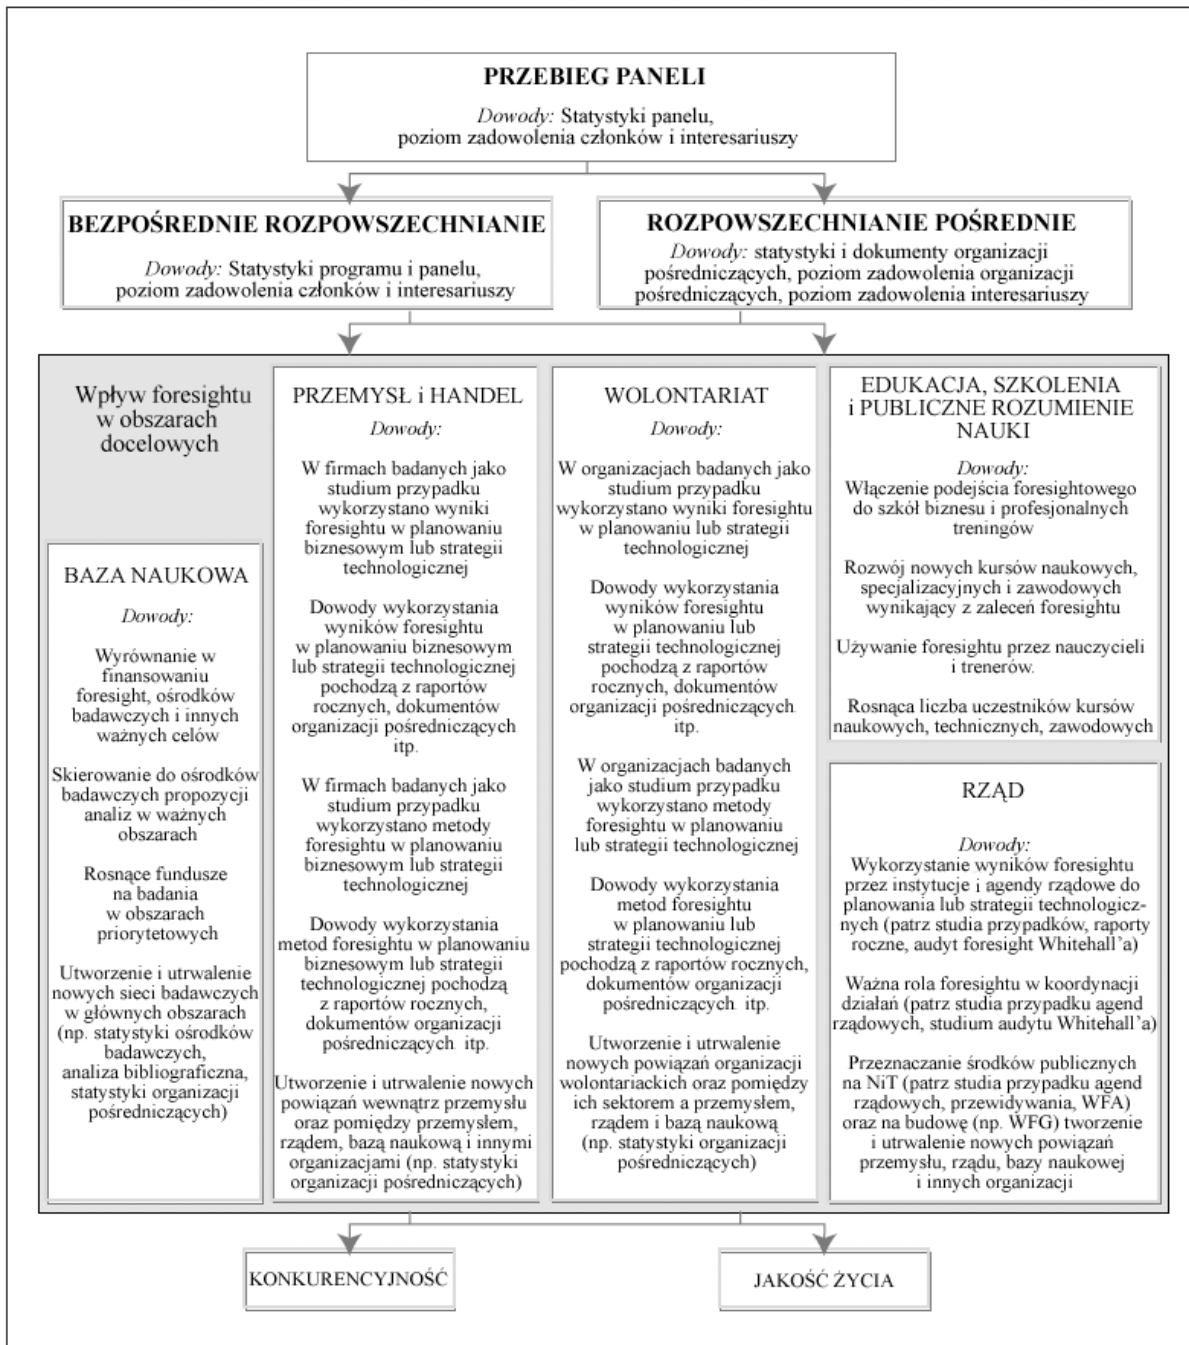 PRZEBIEG PANELI
Dowody: Statystyki panelu,
poziom zadowolenia członków i interesariuszy
BEZPOŚREDNIE ROZPOWSZECHNIANIE
Dowody: Statystyki programu i panelu,
poziom zadowolenia członków i interesariuszy
ROZPOWSZECHNIANIE POŚREDNIE
Dowody: statystyki i dokumenty organizacji
pośredniczących, poziom zadowolenia organizacji
pośredniczących, poziom zadowolenia interesariuszy
Wpływ foresightu
w obszarach
docelowych
BAZA NAUKOWA
Dowody:
Wyrównanie w
finansowaniu
foresight, ośrodków
badawczych i innych
ważnych celów
Skierowanie do ośrodków
badawczych propozycji
analiz w ważnych
obszarach
Rosnące fundusze
na badania
w obszarach
priorytetowych
Utworzenie i utrwalenie
nowych sieci badawczych
w głównych obszarach
(np. statystyki ośrodków
badawczych,
analiza bibliograficzna,
statystyki organizacji
pośredniczących)
PRZEMYSŁ i HANDEL
Dowody:
W firmach badanych jako
studium przypadku
wykorzystano wyniki
foresightu w planowaniu
biznesowym lub strategii
technologicznej
Dowody wykorzystania
wyników foresightu
w planowaniu biznesowym
lub strategii technologicznej
pochodzą z raportów
rocznych, dokumentów
organizacji pośredniczących
itp.
W firmach badanych jako
studium przypadku
wykorzystano metody
foresightu w planowaniu
biznesowym lub strategii
technologicznej
Dowody wykorzystania
metod foresightu w planowaniu
biznesowym lub strategii
technologicznej pochodzą
z raportów rocznych,
dokumentów organizacji
pośredniczących itp.
Utworzenie i utrwalenie nowych
powiązań wewnątrz przemysłu
oraz pomiędzy przemysłem,
rządem, bazą naukową i innymi
organizacjami (np. statystyki
organizacji pośredniczących)
WOLONTARIAT
Dowody:
W organizacjach badanych jako
studium przypadku
wykorzystano wyniki foresightu
w planowaniu lub strategii
technologicznej
Dowody wykorzystania
wyników foresightu
w planowaniu lub
strategii technologicznej
pochodzą z raportów
rocznych, dokumentów
organizacji pośredniczących
itp.
W organizacjach badanych
jako studium przypadku
wykorzystano metody
foresightu w planowaniu
lub strategii technologicznej
Dowody wykorzystania
metod foresightu
w planowaniu lub
strategii technologicznej
pochodzą z raportów rocznych,
dokumentów organizacji
pośredniczących itp.
Utworzenie i utrwalenie
nowych powiązań organizacji
wolontariackich oraz pomiędzy
ich sektorem a przemysłem,
rządem i bazą naukową
(np. statystyki organizacji
pośredniczących)
EDUKACJA, SZKOLENIA
i PUBLICZNE ROZUMIENIE
NAUKI
Dowody:
Włączenie podejścia foresightowego
do szkół biznesu i profesjonalnych
treningów
Rozwój nowych kursów naukowych,
specjalizacyjnych i zawodowych
wynikający z zaleceń foresightu
Używanie foresightu przez nauczycieli
i trenerów.
Rosnąca liczba uczestników kursów
naukowych, technicznych, zawodowych
RZĄD
Dowody:
Wykorzystanie wyników foresightu
przez instytucje i agendy rządowe do
planowania lub strategii technologicz-
nych (patrz studia przypadków, raporty
roczne, audyt foresight Whitehall'a)
Ważna rola foresightu w koordynacji
działań (patrz studia przypadku agend
rządowych, studium audytu Whitehall'a)
Przeznaczanie środków publicznych
na NiT (patrz studia przypadku agend
rządowych, przewidywania, WFA)
oraz na budowę (np. WFG) tworzenie
i utrwalenie nowych powiązań
przemysłu, rządu, bazy naukowej
i innych organizacji
KONKURENCYJNOŚĆ
JAKOŚĆ ŻYCIA